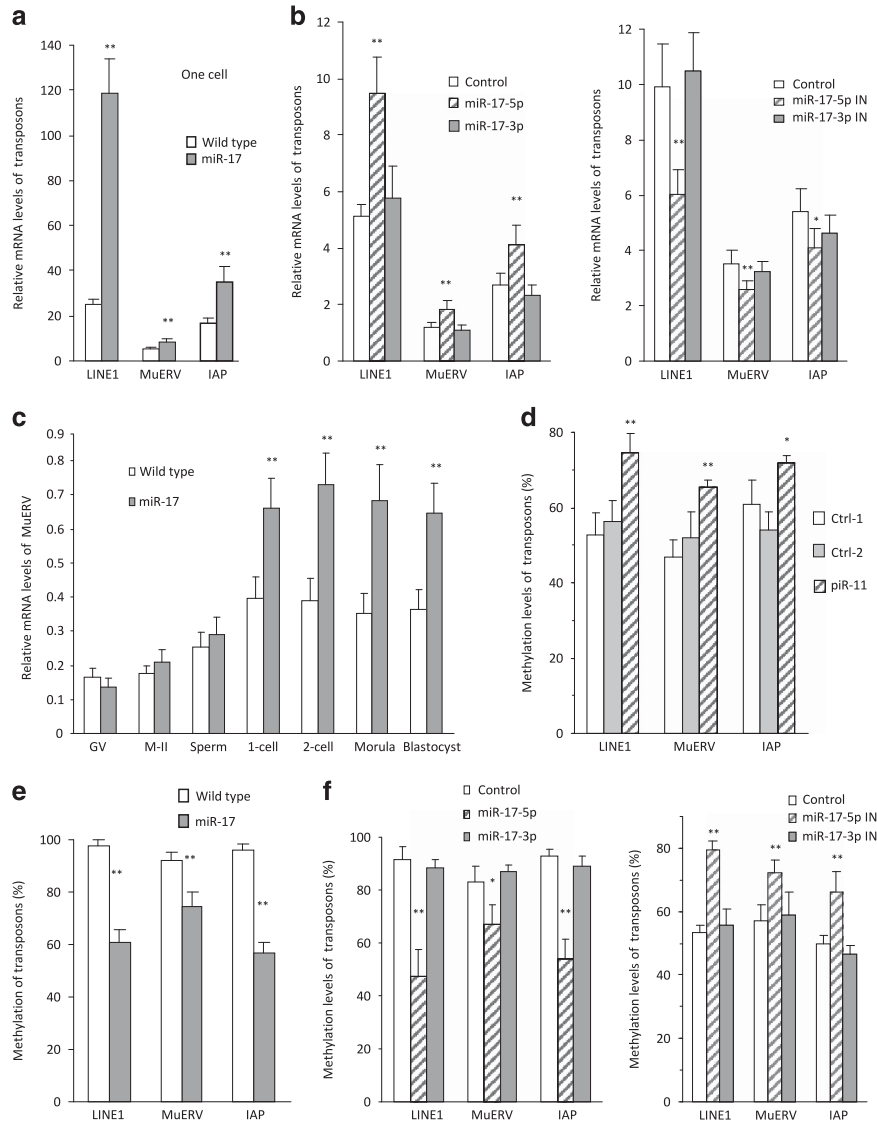 a
Relative mRNA levels of transposons
140
120
100
80
60
40
20
0
**
**
**
One cell
Wild type
miR-17
LINE1 MuERV IAP
b
Relative mRNA levels of transposons
12
10
8
6
4
2
0
**
**
**
Control
miR-17-5p
miR-17-3p
LINE1 MuERV IAP
Relative mRNA levels of transposons
12
10
8
6
4
2
0
**
**
*
Control
miR-17-5p IN
miR-17-3p IN
LINE1 MuERV IAP
c
Relative mRNA levels of MuERV
0.9
0.8
0.7
0.6
0.5
0.4
0.3
0.2
0.1
0
Wild type
miR-17
**
**
**
**
GV M-II Sperm 1-cell 2-cell Morula Blastocyst
d
Methylation levels of transposons (%)
80
60
40
20
0
**
**
*
Ctrl-1
Ctrl-2
piR-11
LINE1 MuERV IAP
e
Methylation of transposons (%)
100
80
60
40
20
0
Wild type
miR-17
**
**
**
LINE1 MuERV IAP
f
Methylation levels of transposons (%)
100
80
60
40
20
0
Control
miR-17-5p
miR-17-3p
**
*
**
LINE1 MuERV IAP
Methylation levels of transposons (%)
80
60
40
20
0
Control
miR-17-5p IN
miR-17-3p IN
**
**
**
LINE1 MuERV IAP